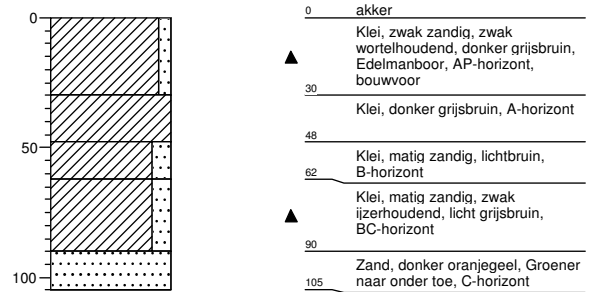 0
50
100
0 akker
Klei, zwak zandig, zwak
wortelhoudend, donker grijsbruin,
Edelmanboor, AP-horizont,
bouwvoor
30
Klei, donker grijsbruin, A-horizont
48
Klei, matig zandig, lichtbruin,
B-horizont
62
Klei, matig zandig, zwak
ijzerhoudend, licht grijsbruin,
BC-horizont
90
Zand, donker oranjegeel, Groener
naar onder toe, C-horizont
105